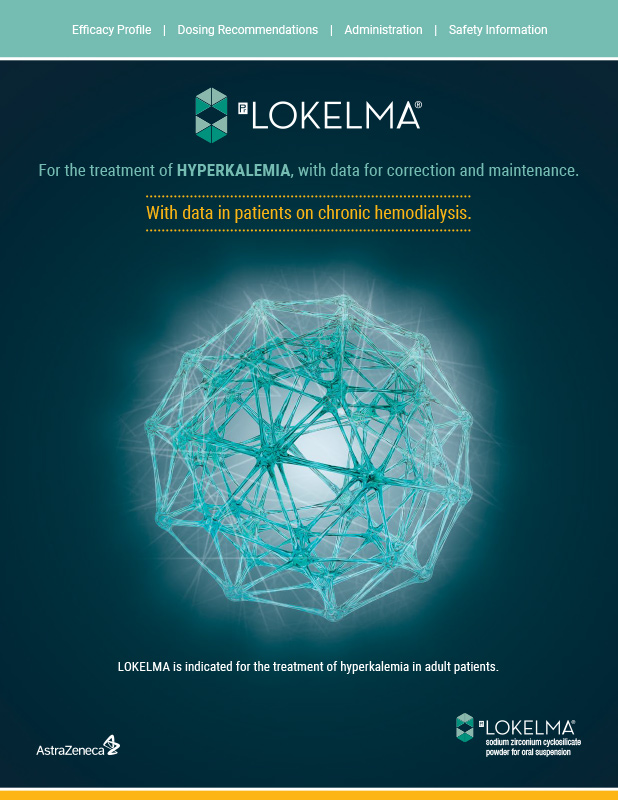 Efficacy Profile | Dosing Recommendations | Administration | Safety Information
Pr LOKELMA®
For the treatment of HYPERKALEMIA, with data for correction and maintenance.
With data in patients on chronic hemodialysis.
LOKELMA is indicated for the treatment of hyperkalemia in adult patients.
AstraZeneca
Pr LOKELMA®
sodium zirconium cyclosilicate
powder for oral suspension